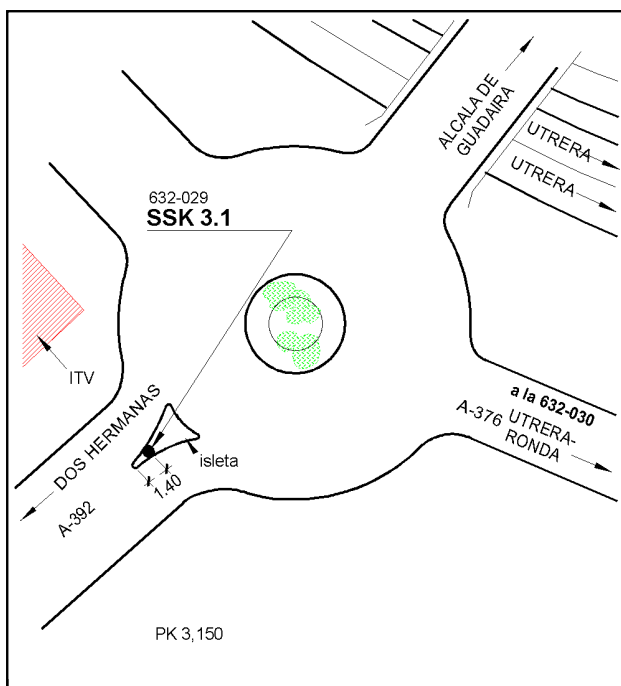 ALCALA DE
GUADAIRA
UTRERA
UTRERA
632-029
SSK 3.1
ITV
DOS HERMANAS
A-392
isleta
1.40
a la 632-030
A-376 UTRERA-
RONDA
PK 3,150